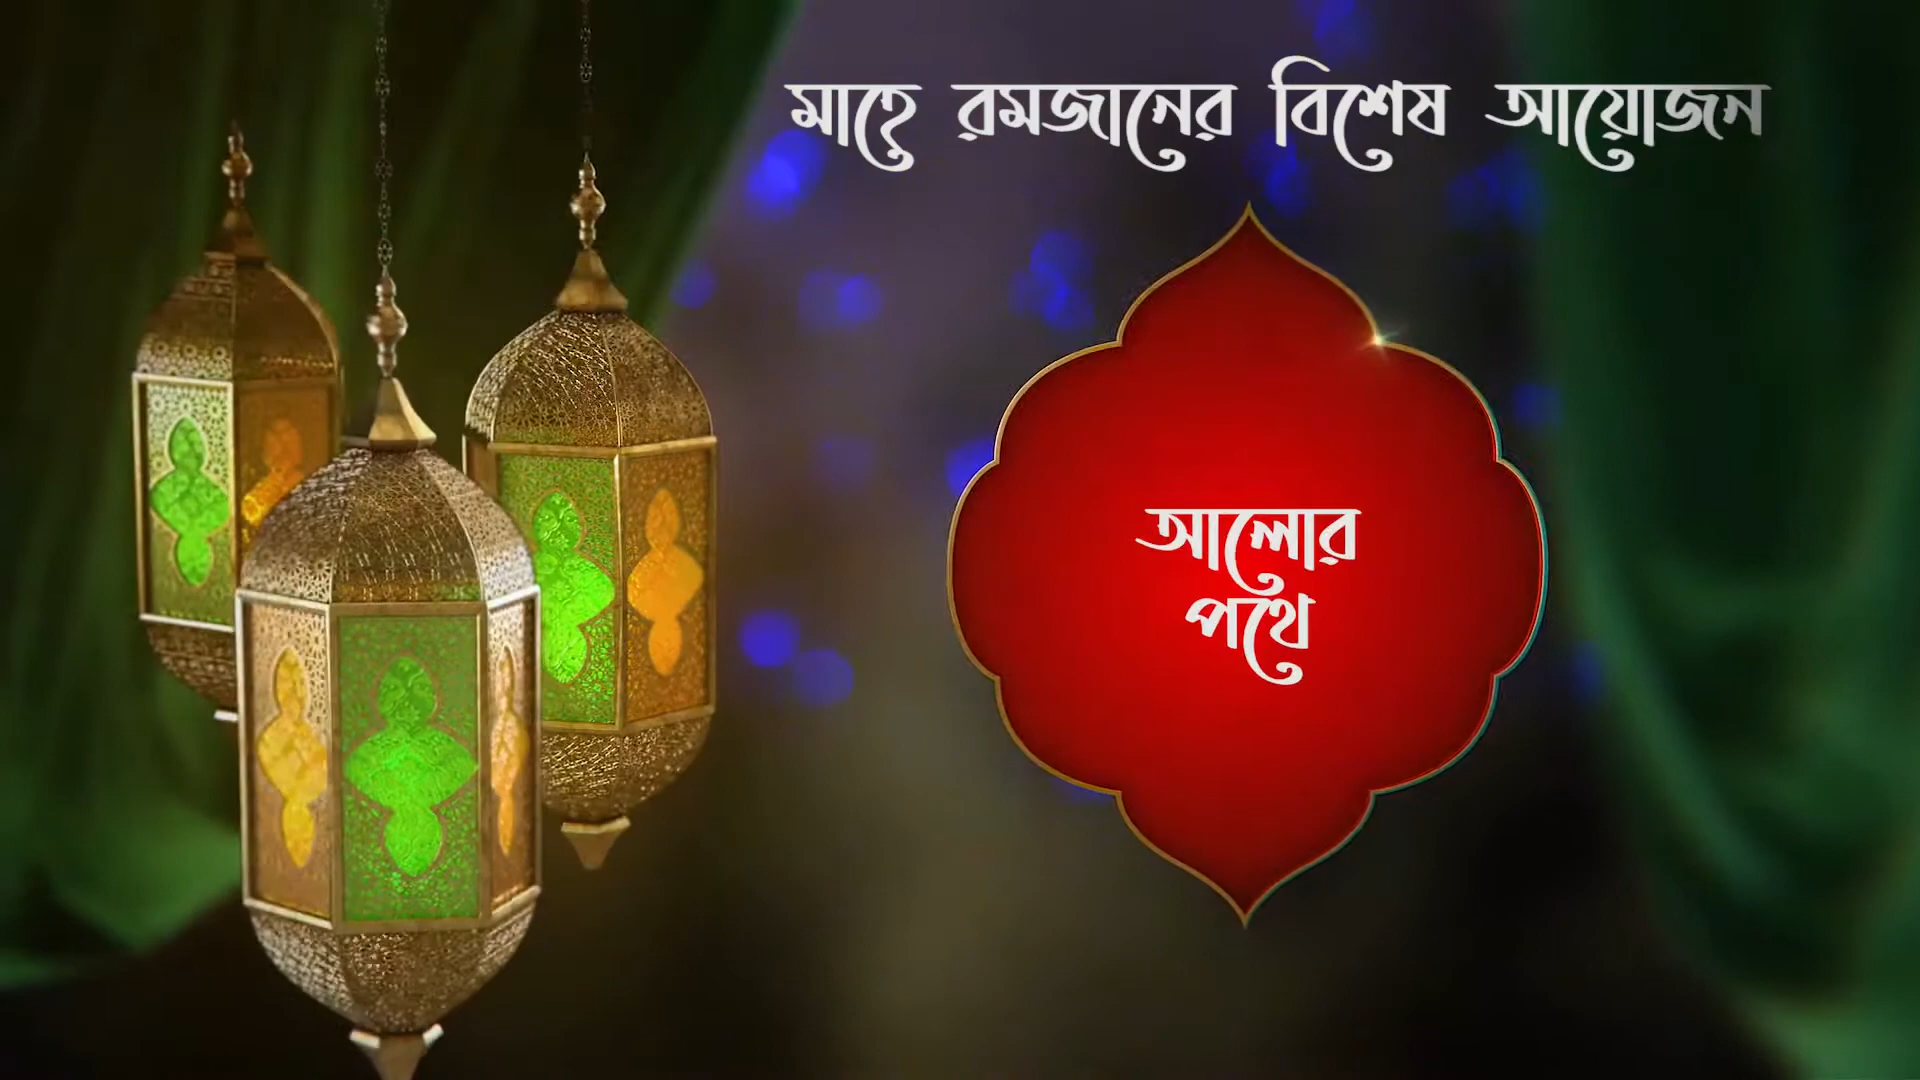 মাহে রমজানের বিশেষ আয়োজন
আলোর
পথে